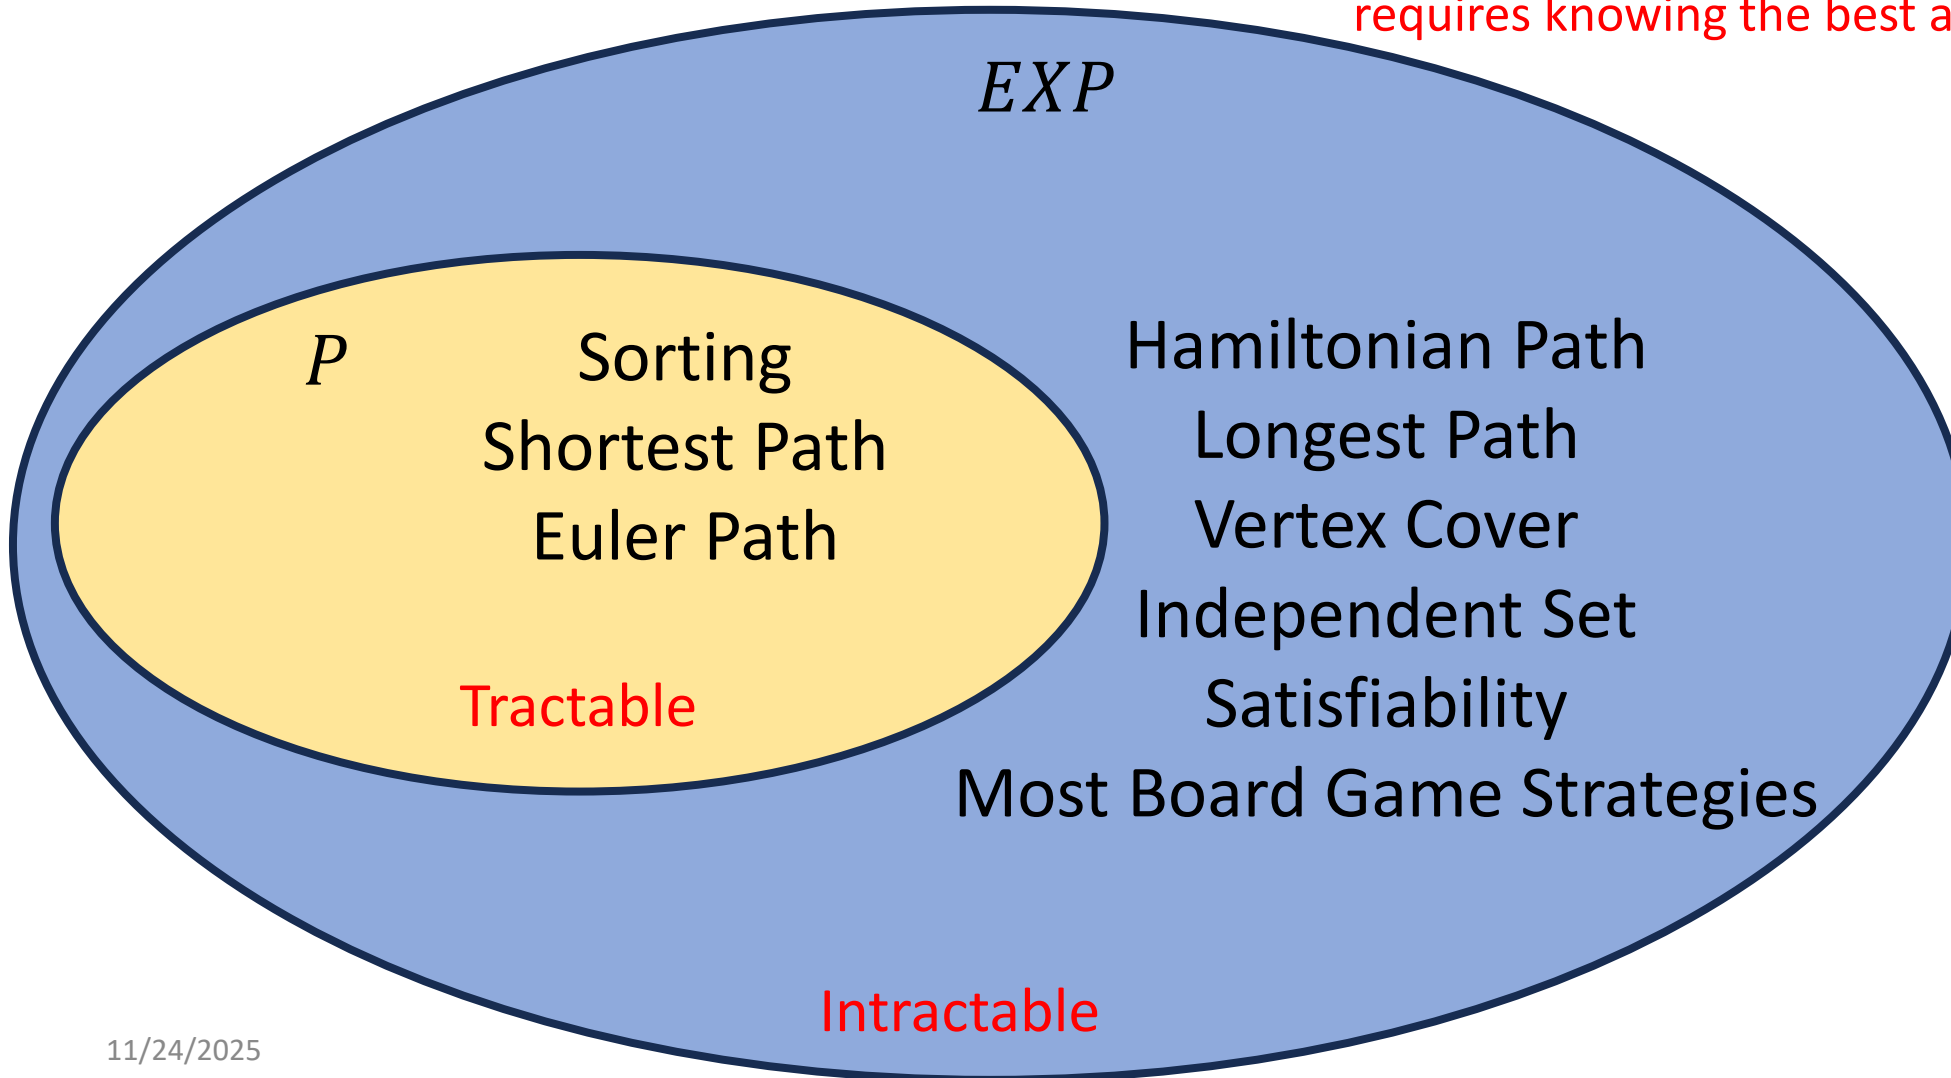 requires knowing the best a
EXP
P
Sorting
Shortest Path
Euler Path
Tractable
Hamiltonian Path
Longest Path
Vertex Cover
Independent Set
Satisfiability
Most Board Game Strategies
Intractable
11/24/2025